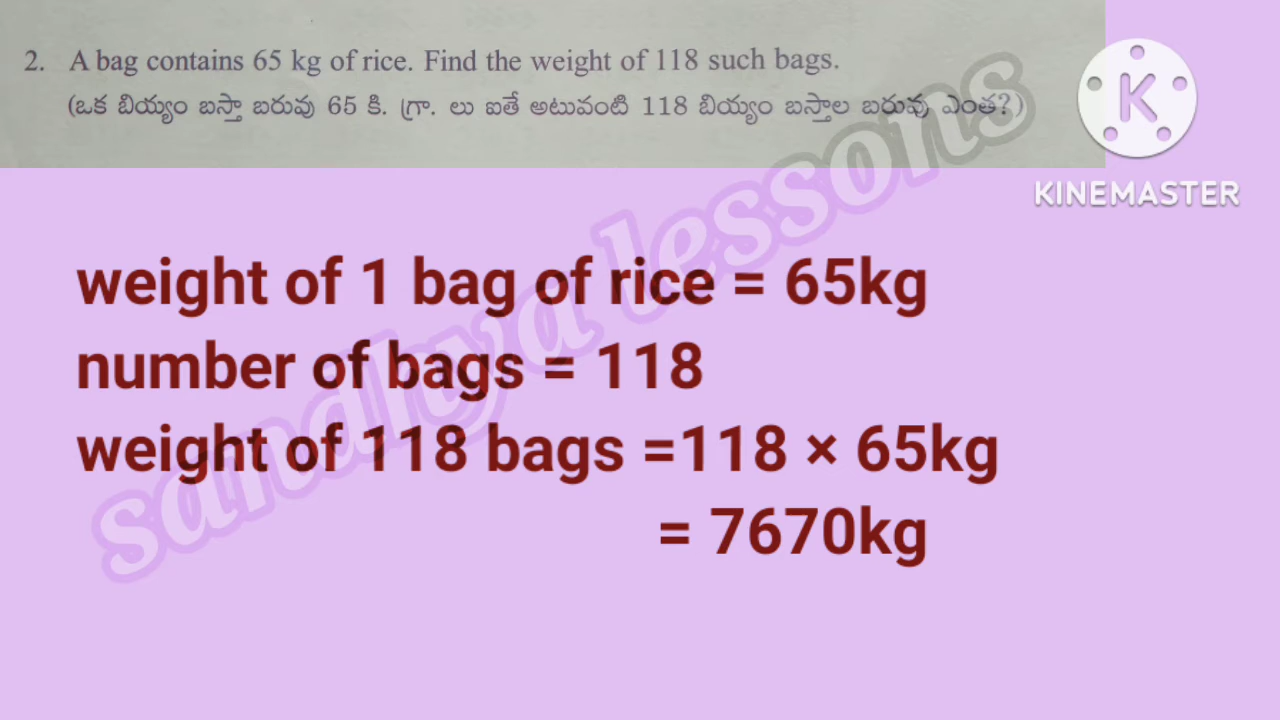 2. A bag contains 65 kg of rice. Find the weight of 118 such bags.
(ఒక బియ్యం బస్తా బరువు 65 కి. గ్రా. లు ఐతే అటువంటి 118 బియ్యం బస్తాల బరువు ఎంత?)
K
KINEMASTER
weight of 1 bag of rice = 65kg
number of bags = 118
weight of 118 bags =118 × 65kg
= 7670kg
sandhya lessons